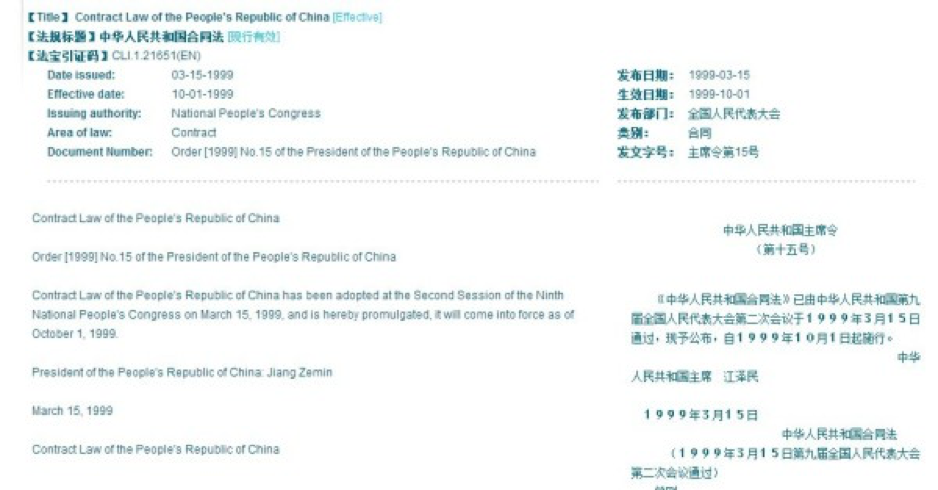 【Title】 Contract Law of the People's Republic of China [Effective]
【法规标题】中华人民共和国合同法 [现行有效]
【法宝引证码】CLI.1.21651(EN)
Date issued: 03-15-1999
Effective date: 10-01-1999
Issuing authority: National People's Congress
Area of law: Contract
Document Number: Order [1999] No.15 of the President of the People's Republic of China
发布日期： 1999-03-15
生效日期： 1999-10-01
发布部门： 全国人民代表大会
类别： 合同
发文字号： 主席令第15号
Contract Law of the People's Republic of China
Order [1999] No.15 of the President of the People's Republic of China
Contract Law of the People's Republic of China has been adopted at the Second Session of the Ninth
National People's Congress on March 15, 1999, and is hereby promulgated, it will come into force as of
October 1, 1999.
President of the People's Republic of China: Jiang Zemin
March 15, 1999
Contract Law of the People's Republic of China
中华人民共和国主席令
（第十五号）
《中华人民共和国合同法》已由中华人民共和国第九
届全国人民代表大会第二次会议于１９９９年３月１５日
通过，现予公布，自１９９９年１０月１日起施行。
中华
人民共和国主席　江泽民
１９９９年３月１５日
中华人民共和国合同法
（１９９９年３月１５日第九届全国人民代表大会
第二次会议通过）